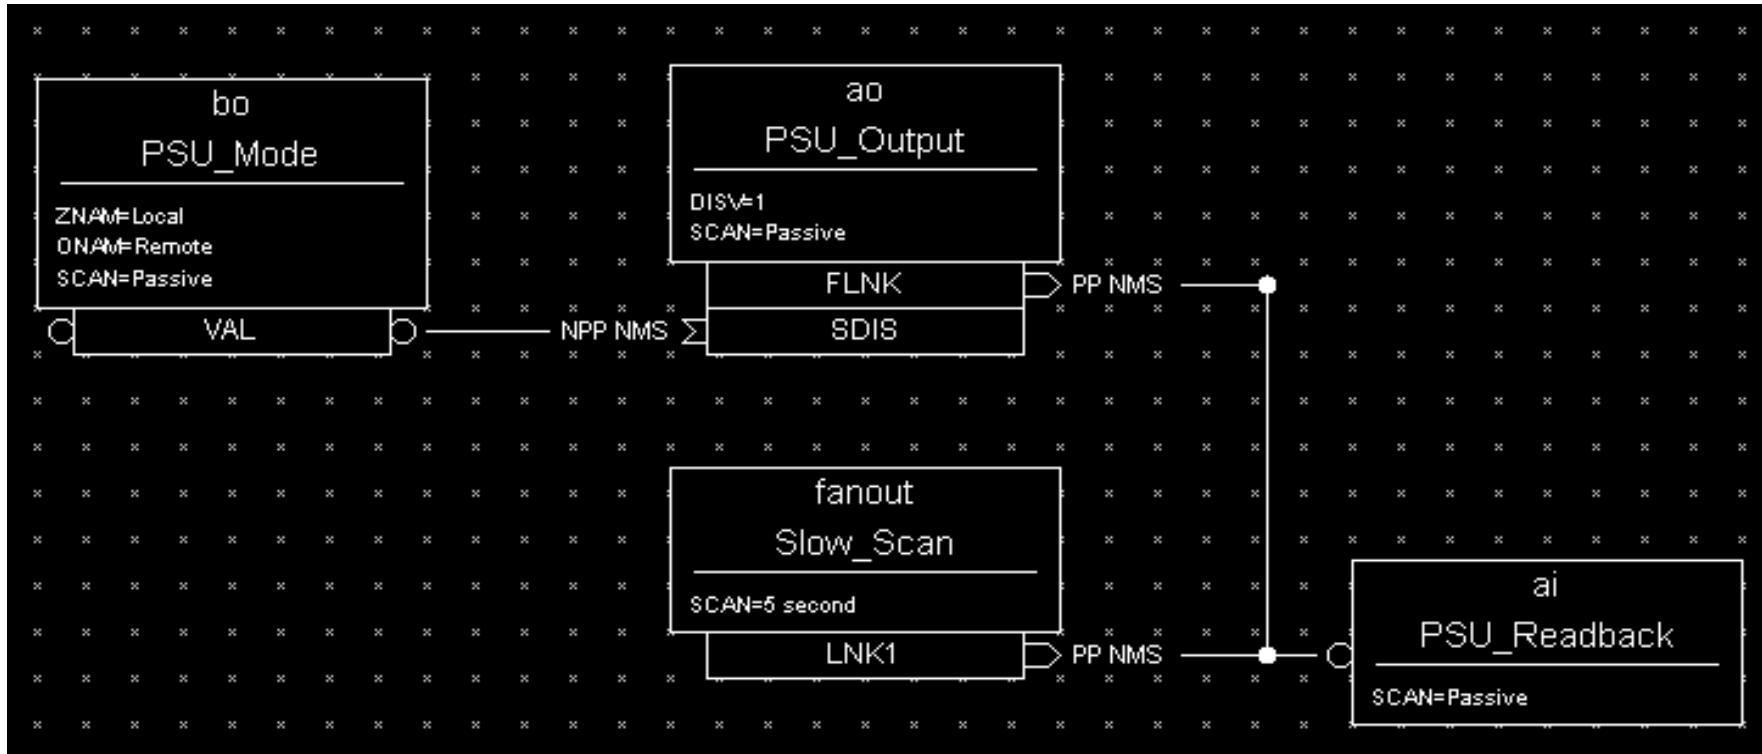 bo
PSU_Mode
ZNAM=Local
ONAM=Remote
SCAN=Passive
VAL
NPP NMS
ao
PSU_Output
DISV=1
SCAN=Passive
FLNK
PP NMS
SDIS
fanout
Slow_Scan
SCAN=5 second
LNK1
PP NMS
ai
PSU_Readback
SCAN=Passive